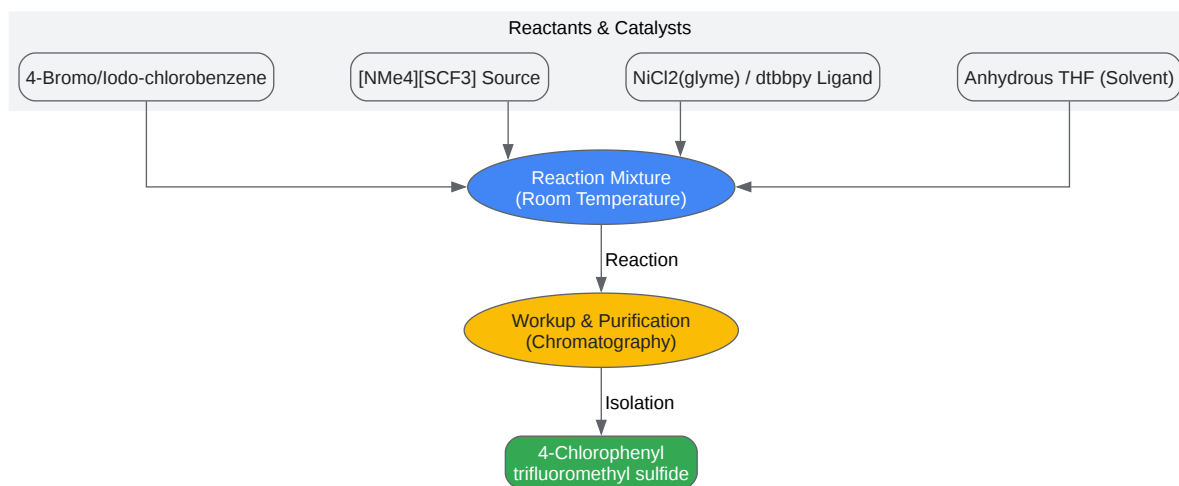 Reactants & Catalysts
4-Bromo/Iodo-chlorobenzene
[NMe4][SCF3] Source
NiCl2(glyme) / dtbbpy Ligand
Anhydrous THF (Solvent)
Reaction Mixture
(Room Temperature)
Reaction
Workup & Purification
(Chromatography)
Isolation
4-Chlorophenyl
trifluoromethyl sulfide